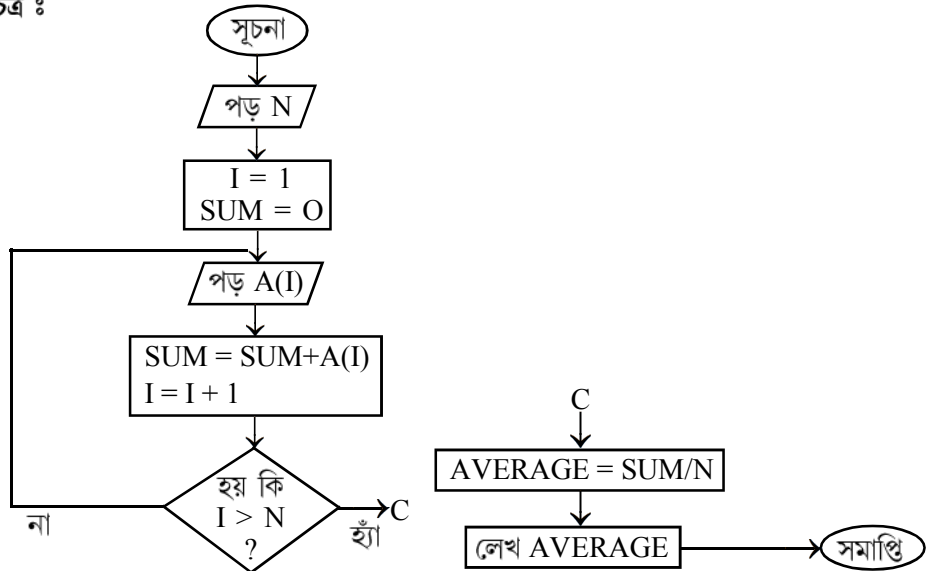 চিত্র ঃ
সূচনা
পড় N
I = 1
SUM = O
পড় A(I)
SUM = SUM+A(I)
I = I + 1
হয় কি
I > N
?
না
হ্যাঁ
C
C
AVERAGE = SUM/N
লেখ AVERAGE
সমাপ্তি